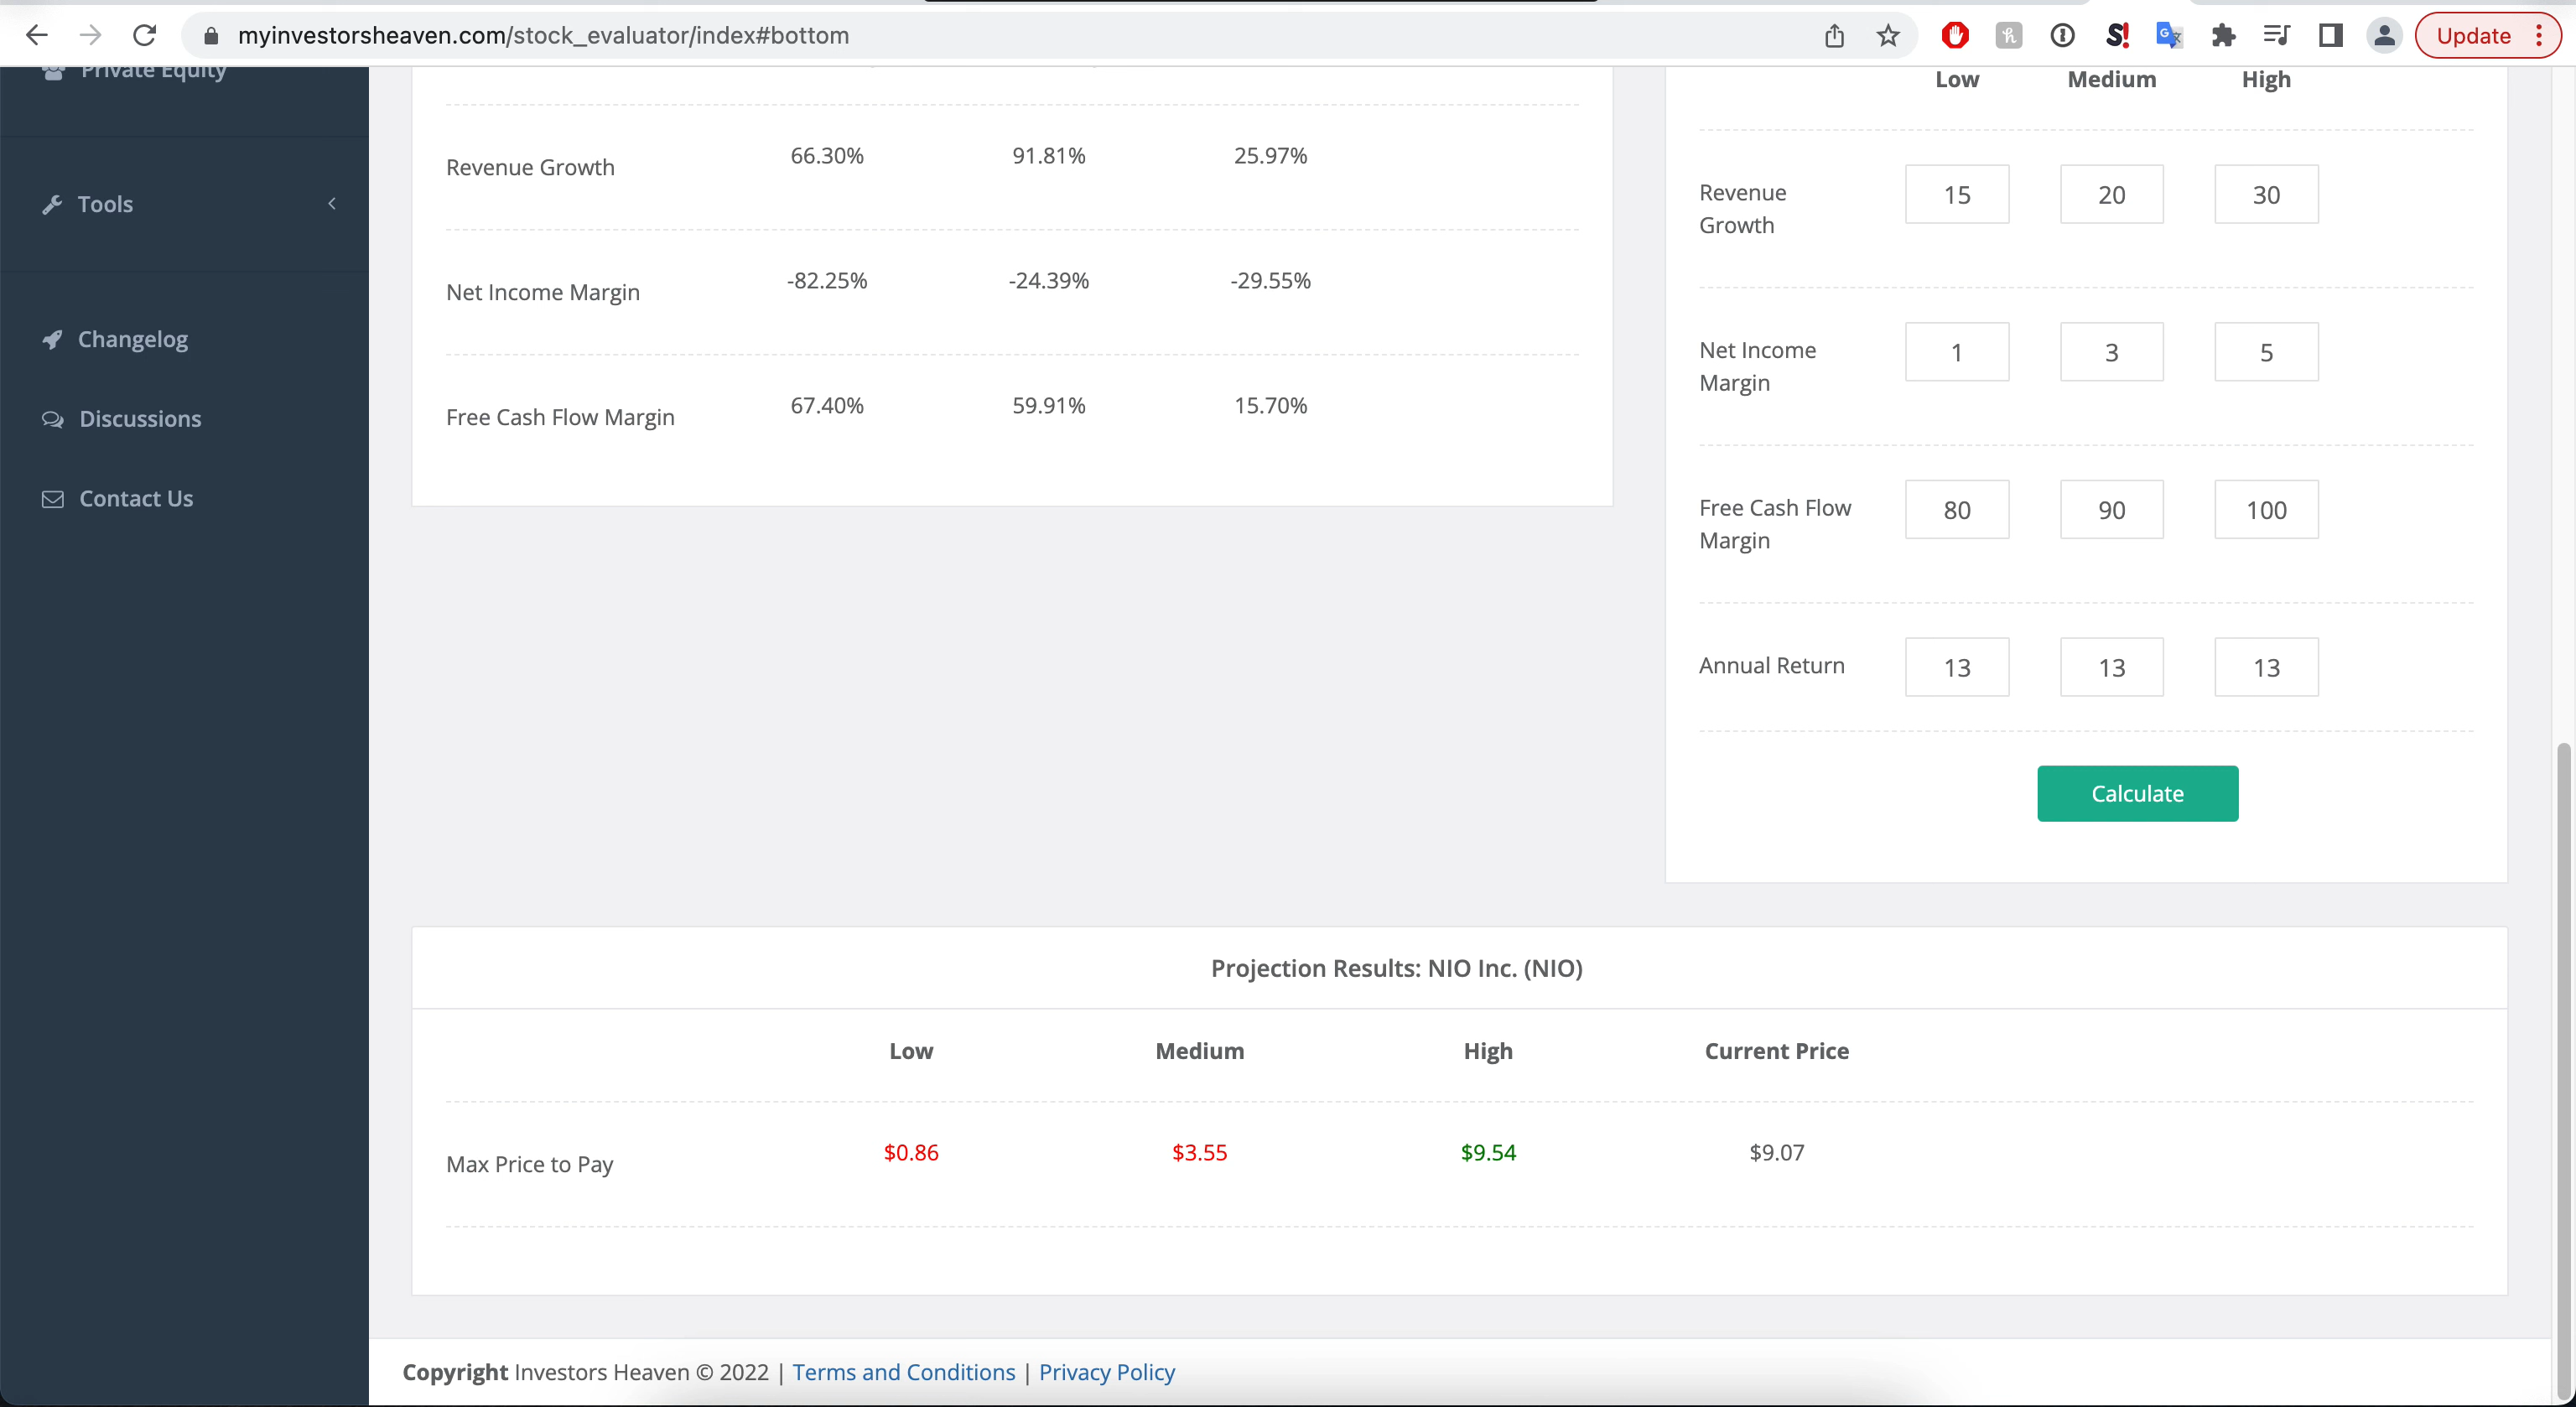 myinvestorsheaven.com/stock_evaluator/index#bottom
Update
Private Equity
Tools
Changelog
Discussions
Contact Us
Revenue Growth 66.30% 91.81% 25.97%
Net Income Margin -82.25% -24.39% -29.55%
Free Cash Flow Margin 67.40% 59.91% 15.70%
Low Medium High
Revenue Growth 15 20 30
Net Income Margin 1 3 5
Free Cash Flow Margin 80 90 100
Annual Return 13 13 13
Calculate
Projection Results: NIO Inc. (NIO)
Low Medium High Current Price
Max Price to Pay $0.86 $3.55 $9.54 $9.07
Copyright Investors Heaven © 2022 | Terms and Conditions | Privacy Policy